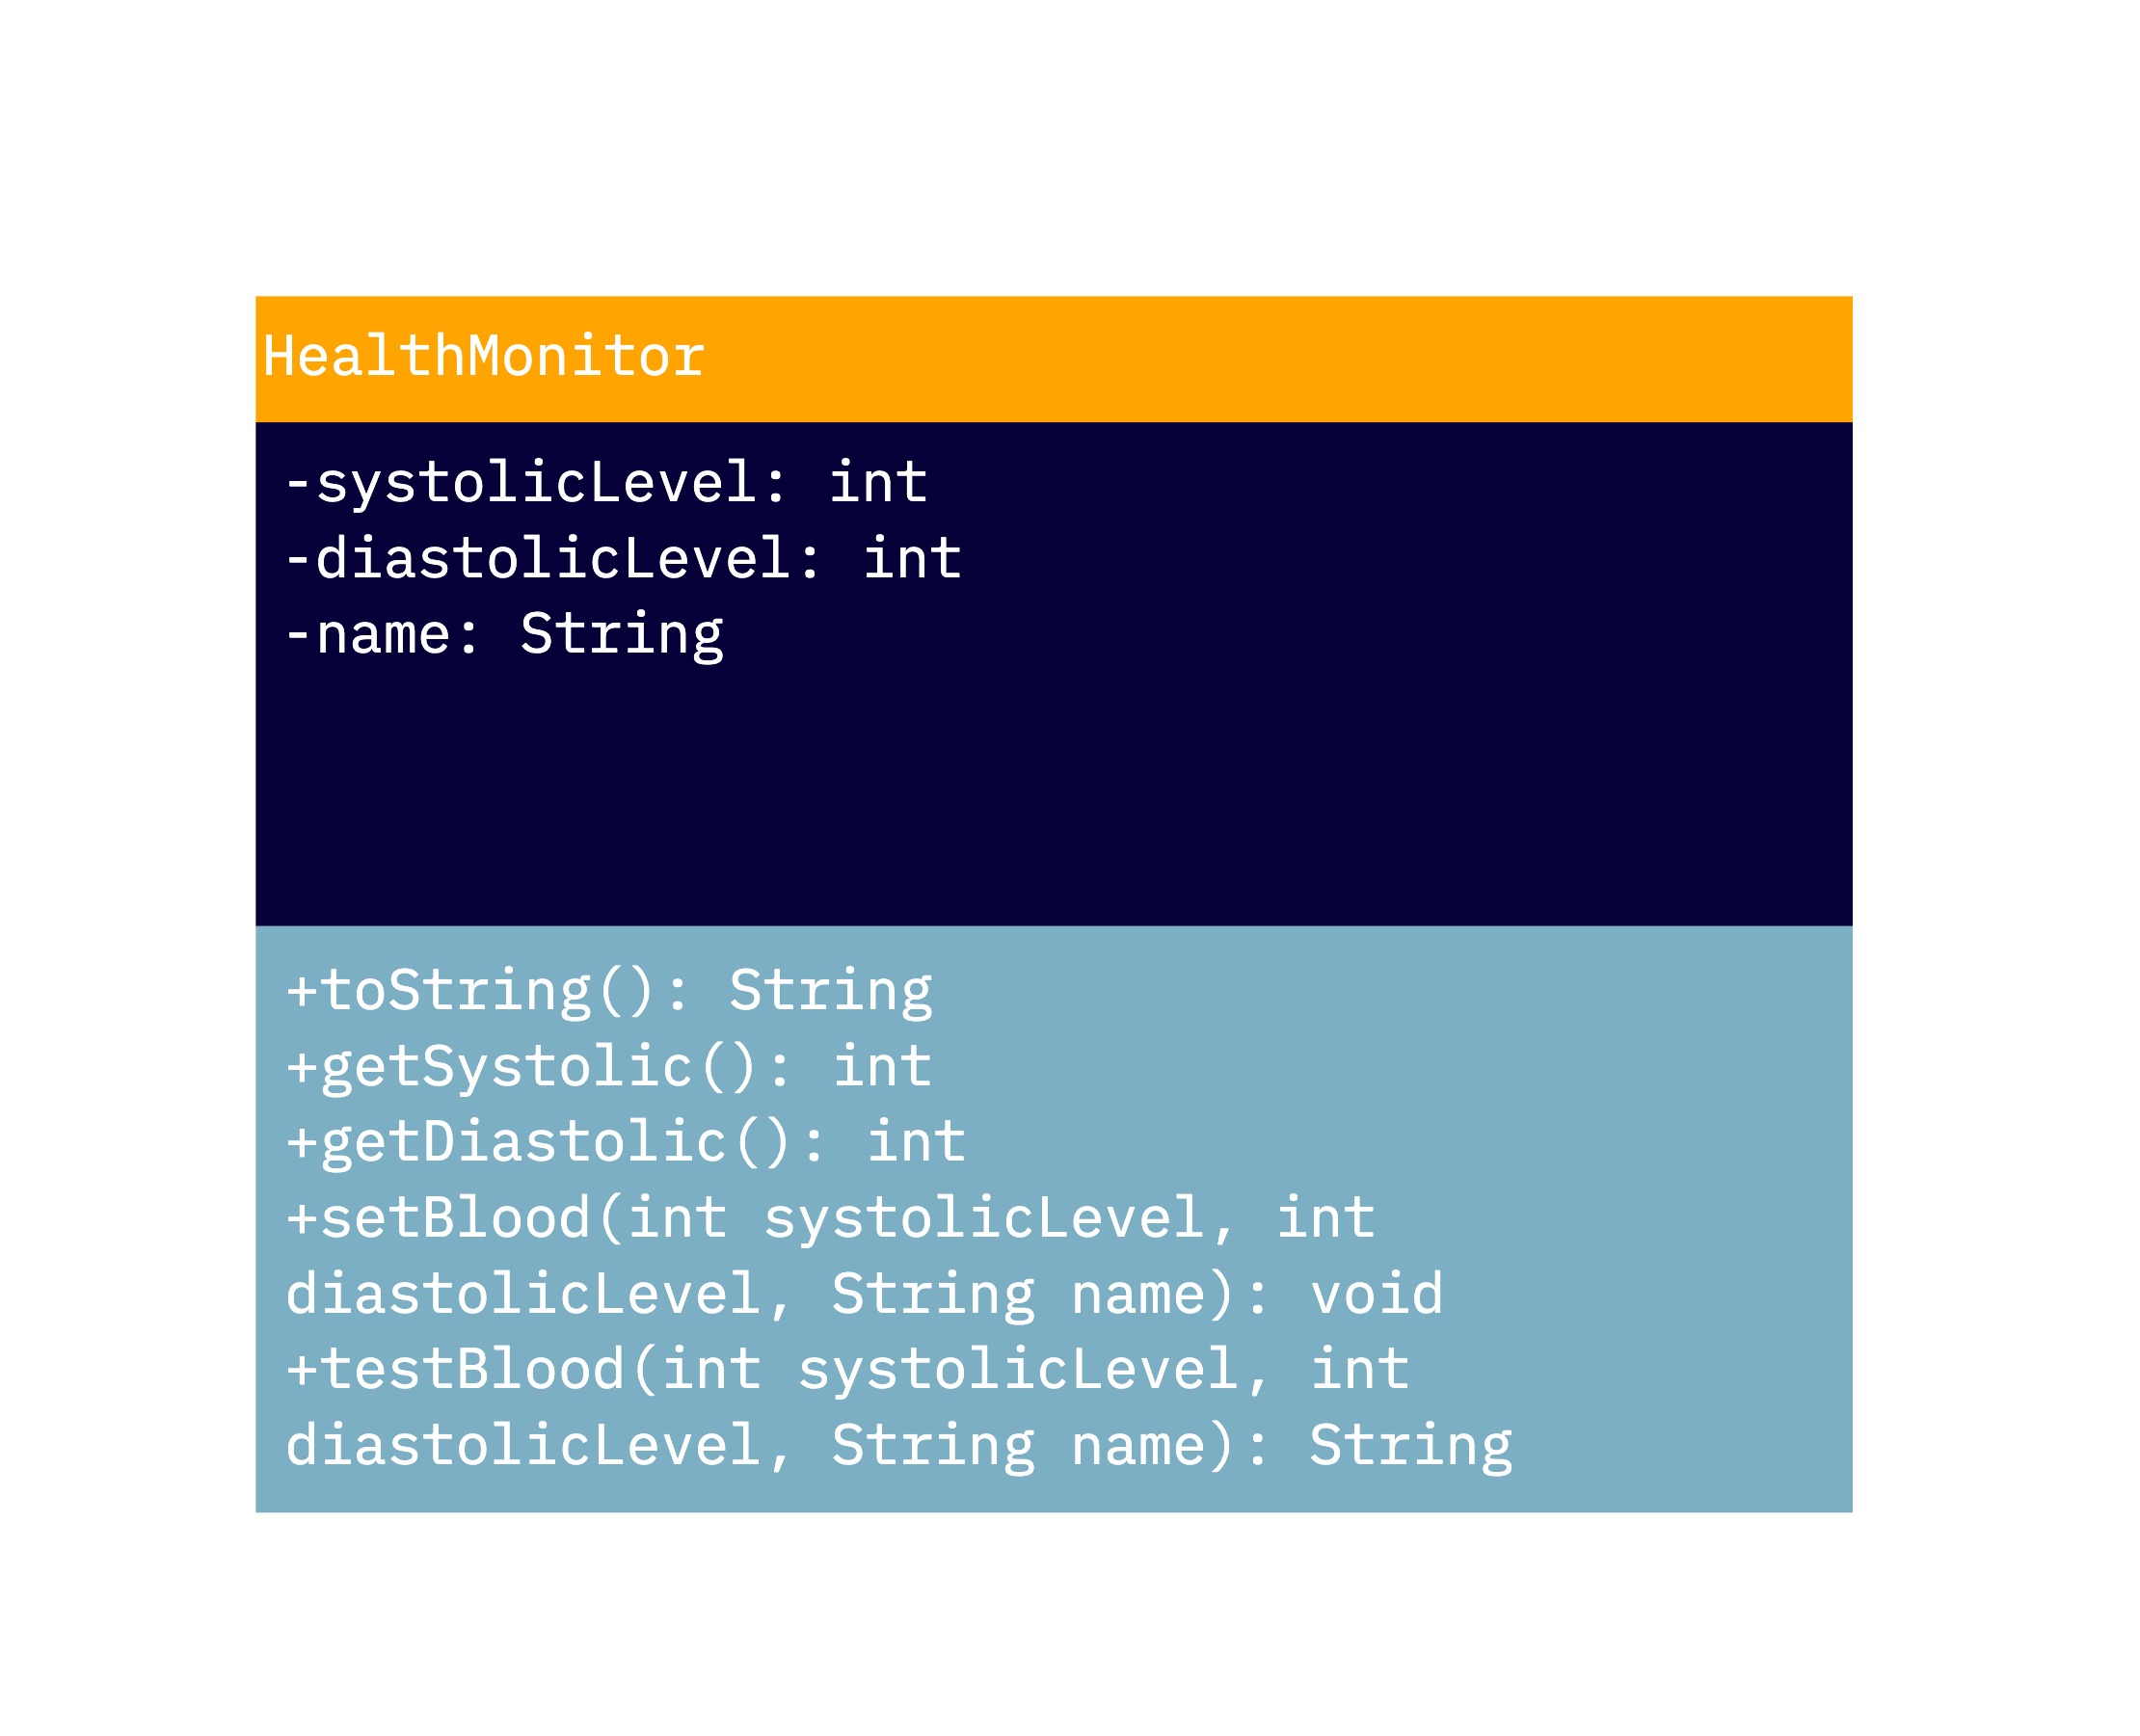 HealthMonitor
-systolicLevel: int
-diastolicLevel: int
-name: String
+toString(): String
+getSystolic(): int
+getDiastolic(): int
+setBlood(int systolicLevel, int
diastolicLevel, String name): void
+testBlood(int systolicLevel, int
diastolicLevel, String name): String